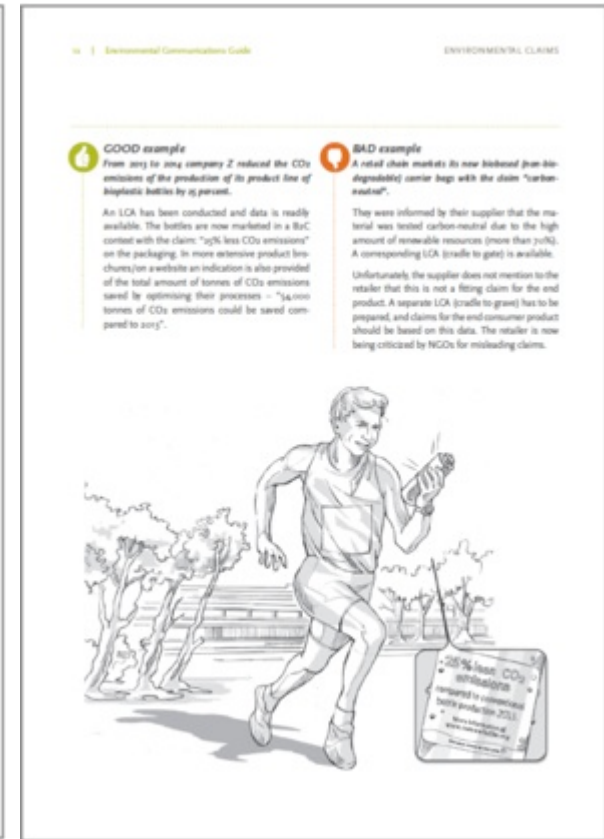 | Environmental Communications Guide
ENVIRONMENTAL CLAIMS
GOOD example
From 2013 to 2014 company Z reduced the CO2
emissions of the production of its product line of
bioplastic bottles by 25 percent.
An LCA has been conducted and data is readily
available. The bottles are now marketed in a B2C
context with the claim: "25% less CO2 emissions"
on the packaging. In more extensive product bro-
chures/on a website an indication is also provided
of the total amount of tonnes of CO2 emissions
saved by optimising their processes – "54.000
tonnes of CO2 emissions could be saved com-
pared to 2013".
BAD example
A retail chain markets its new biobased (non-bio-
degradable) carrier bags with the claim "carbon-
neutral".
They were informed by their supplier that the ma-
terial was tested carbon-neutral due to the high
amount of renewable resources (more than 70%).
A corresponding LCA (cradle to gate) is available.
Unfortunately, the supplier does not mention to the
retailer that this is not a fitting claim for the end
product. A separate LCA (cradle to grave) has to be
prepared, and claims for the end consumer product
should be based on this data. The retailer is now
being criticized by NGOs for misleading claims.
25% less CO2
emissions
compared to conventional
bottle production
More information at